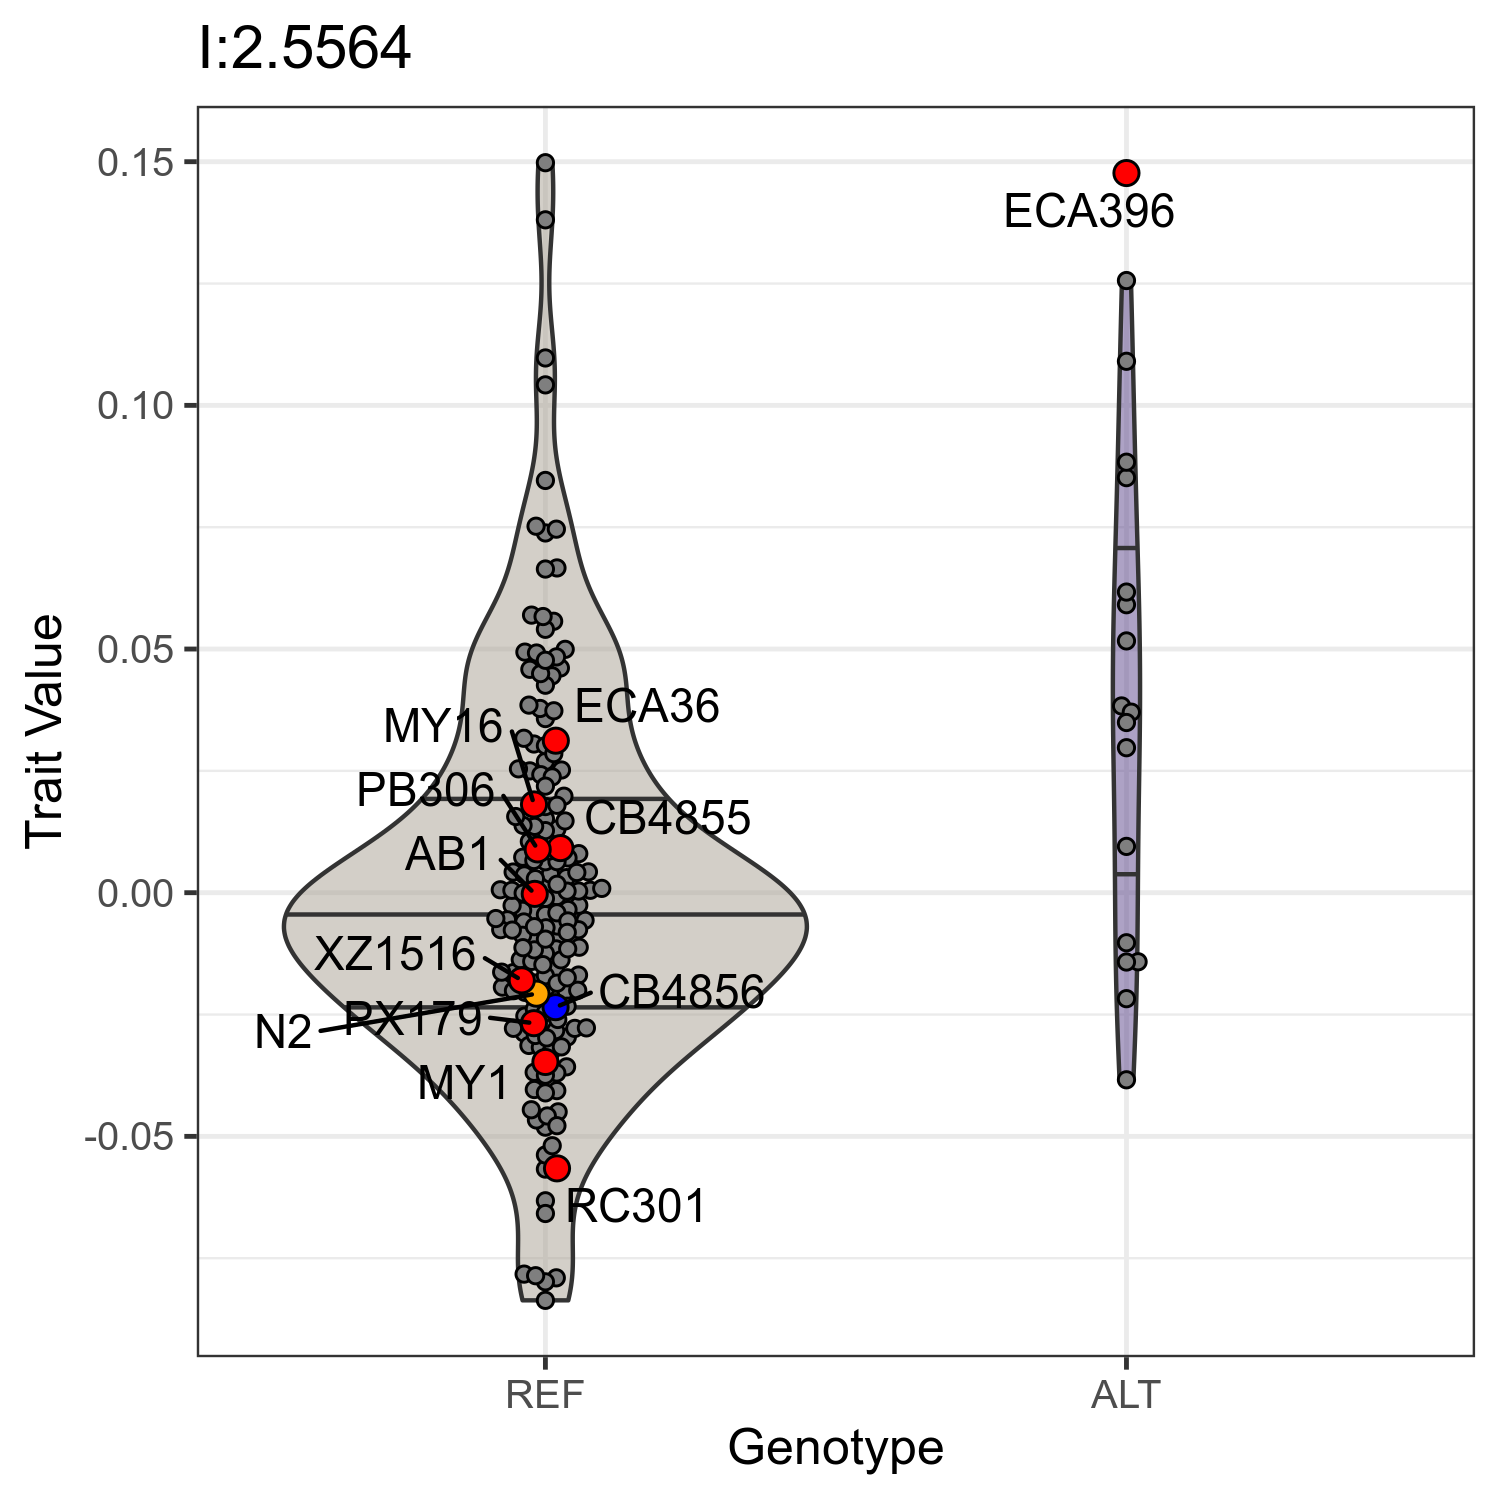 I:2.5564
0.15
0.10
0.05
0.00
-0.05
Trait Value
ECA396
ECA36
MY16
PB306
CB4855
AB1
XZ1516
CB4856
PX179
N2
MY1
RC301
REF
ALT
Genotype